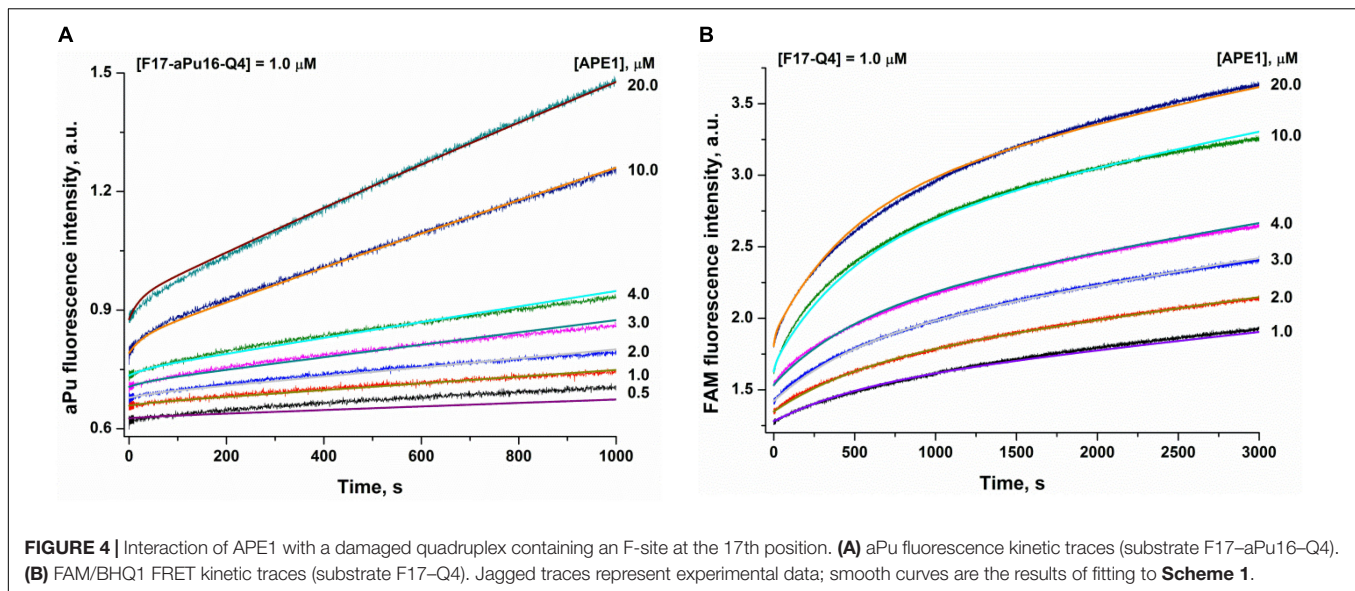 A
[F17-aPu16-Q4] = 1.0 μM
[APE1], μM
1.5
1.2
0.9
0.6
aPu fluorescence intensity, a.u.
20.0
10.0
4.0
3.0
2.0
1.0
0.5
0
200
400
600
800
1000
Time, s
B
[F17-Q4] = 1.0 μM
[APE1], μM
3.5
3.0
2.5
2.0
1.5
FAM fluorescence intensity, a.u.
20.0
10.0
4.0
3.0
2.0
1.0
0
500
1000
1500
2000
2500
3000
Time, s
FIGURE 4 | Interaction of APE1 with a damaged quadruplex containing an F-site at the 17th position. (A) aPu fluorescence kinetic traces (substrate F17–aPu16–Q4).
(B) FAM/BHQ1 FRET kinetic traces (substrate F17–Q4). Jagged traces represent experimental data; smooth curves are the results of fitting to Scheme 1.